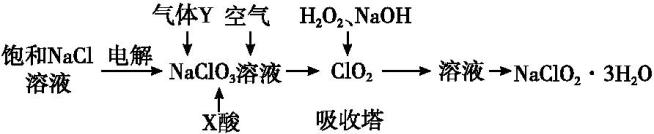 气体Y 空气 H₂O₂、NaOH
饱和NaCl溶液 电解 NaClO₃溶液 ClO₂ 溶液 NaClO₂·3H₂O
X酸 吸收塔